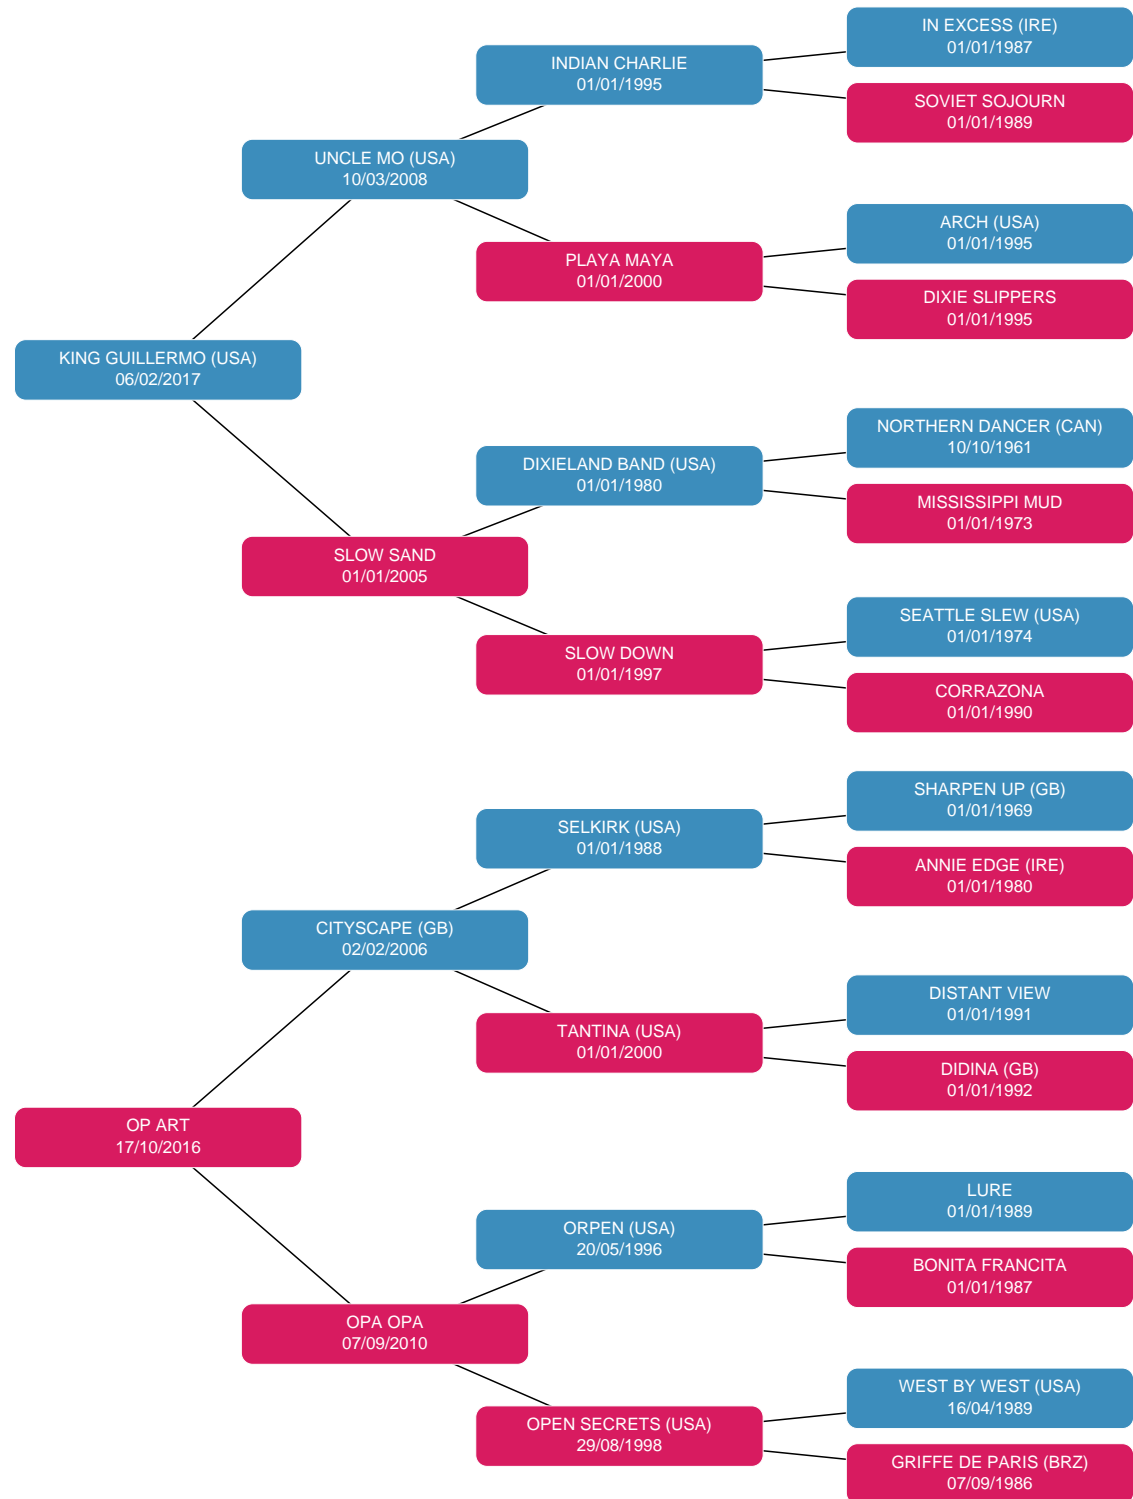 IN EXCESS (IRE)
01/01/1987
INDIAN CHARLIE
01/01/1995
SOVIET SOJOURN
01/01/1989
UNCLE MO (USA)
10/03/2008
ARCH (USA)
01/01/1995
PLAYA MAYA
01/01/2000
DIXIE SLIPPERS
01/01/1995
KING GUILLERMO (USA)
06/02/2017
NORTHERN DANCER (CAN)
10/10/1961
DIXIELAND BAND (USA)
01/01/1980
MISSISSIPPI MUD
01/01/1973
SLOW SAND
01/01/2005
SEATTLE SLEW (USA)
01/01/1974
SLOW DOWN
01/01/1997
CORRAZONA
01/01/1990
SHARPEN UP (GB)
01/01/1969
SELKIRK (USA)
01/01/1988
ANNIE EDGE (IRE)
01/01/1980
CITYSCAPE (GB)
02/02/2006
DISTANT VIEW
01/01/1991
TANTINA (USA)
01/01/2000
DIDINA (GB)
01/01/1992
OP ART
17/10/2016
LURE
01/01/1989
ORPEN (USA)
20/05/1996
BONITA FRANCITA
01/01/1987
OPA OPA
07/09/2010
WEST BY WEST (USA)
16/04/1989
OPEN SECRETS (USA)
29/08/1998
GRIFFE DE PARIS (BRZ)
07/09/1986